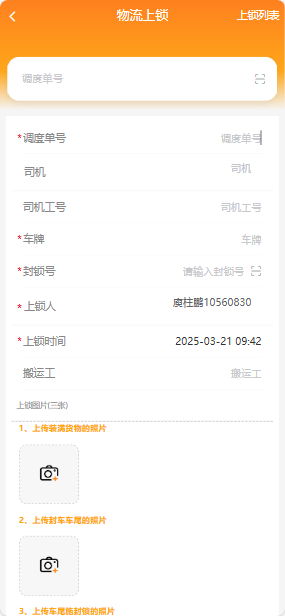 物流上锁
上锁列表
调度单号
*调度单号 调度单号
司机 司机
司机工号 司机工号
*车牌 车牌
*封锁号 请输入封锁号
*上锁人 庾柱鹏10560830
*上锁时间 2025-03-21 09:42
搬运工 搬运工
上锁图片(三张)
1、上传装满货物的照片
2、上传封车车尾的照片
3、上传车尾施封锁的照片